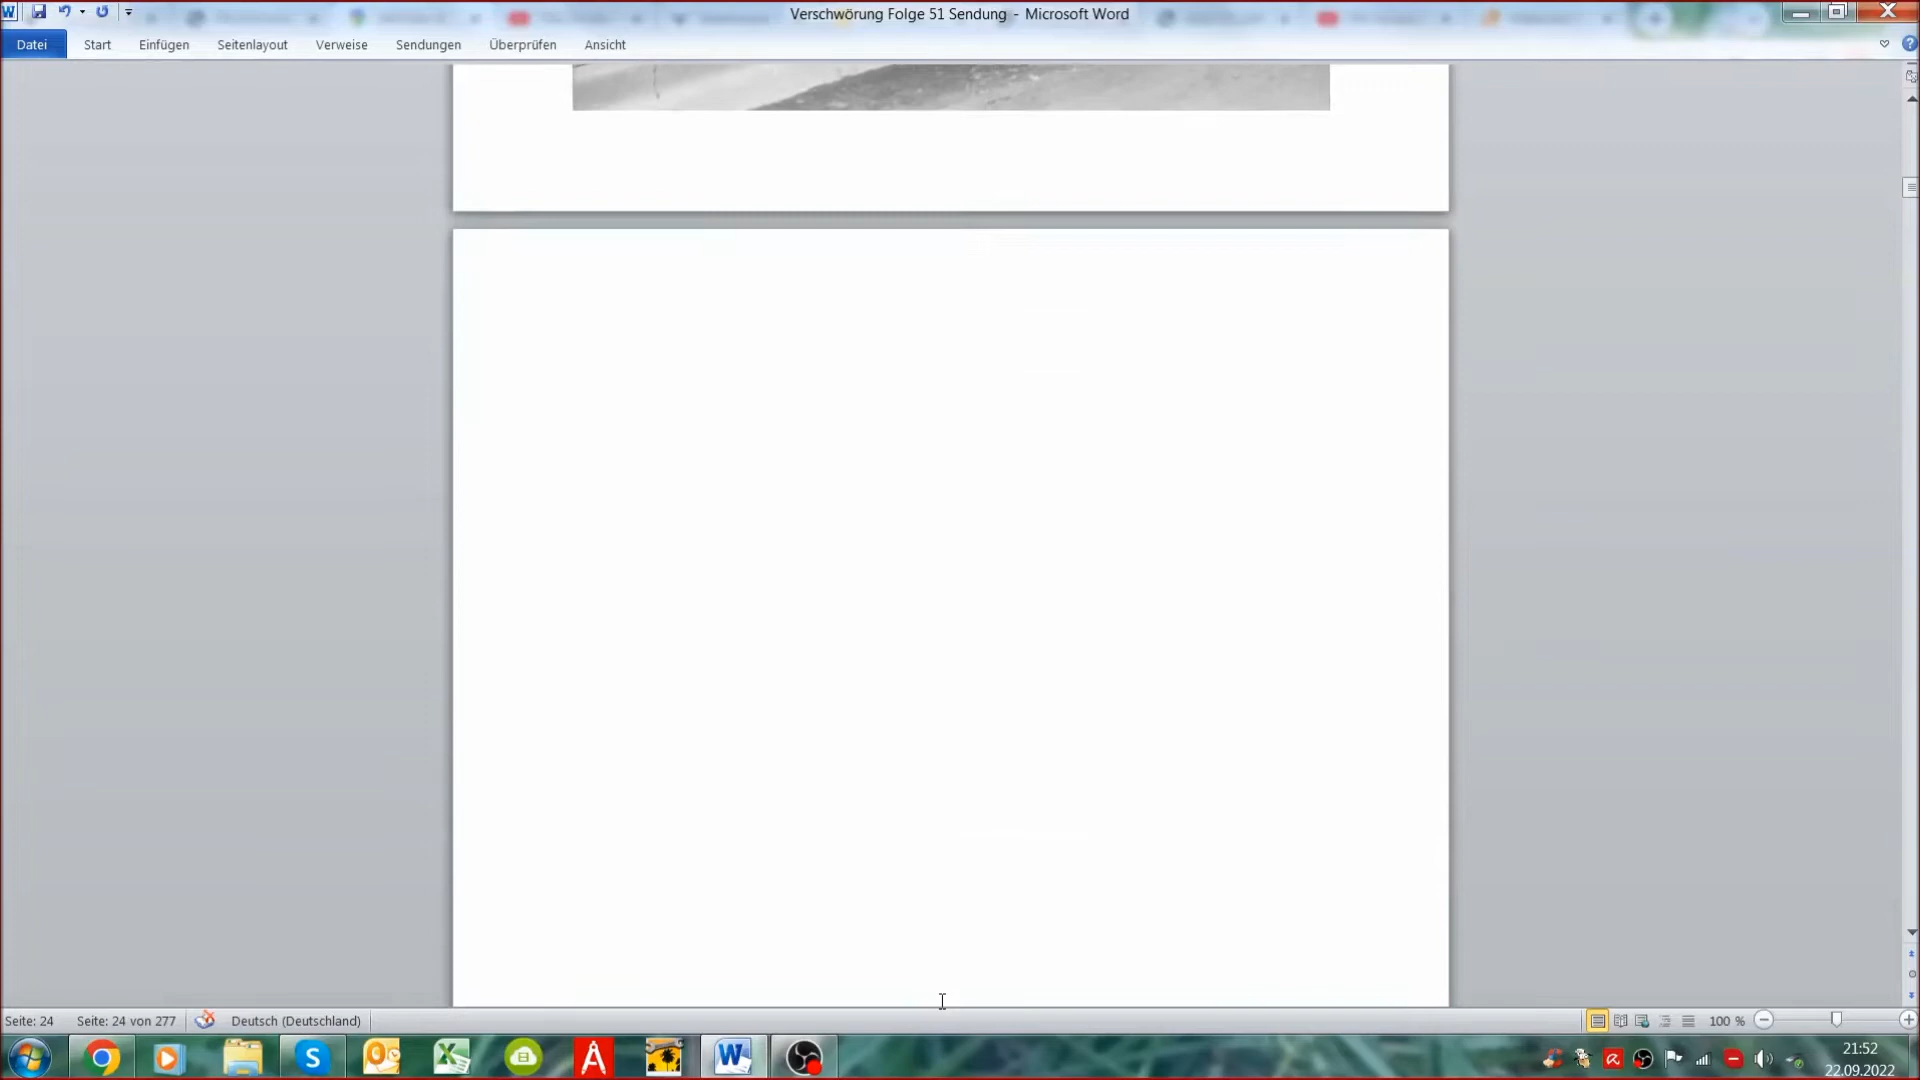 Verschwörung Folge 51 Sendung - Microsoft Word
Datei Start Einfügen Seitenlayout Verweise Sendungen Überprüfen Ansicht
Seite: 24 Seite: 24 von 277 Deutsch (Deutschland) 100 %
21:52
22.09.2022